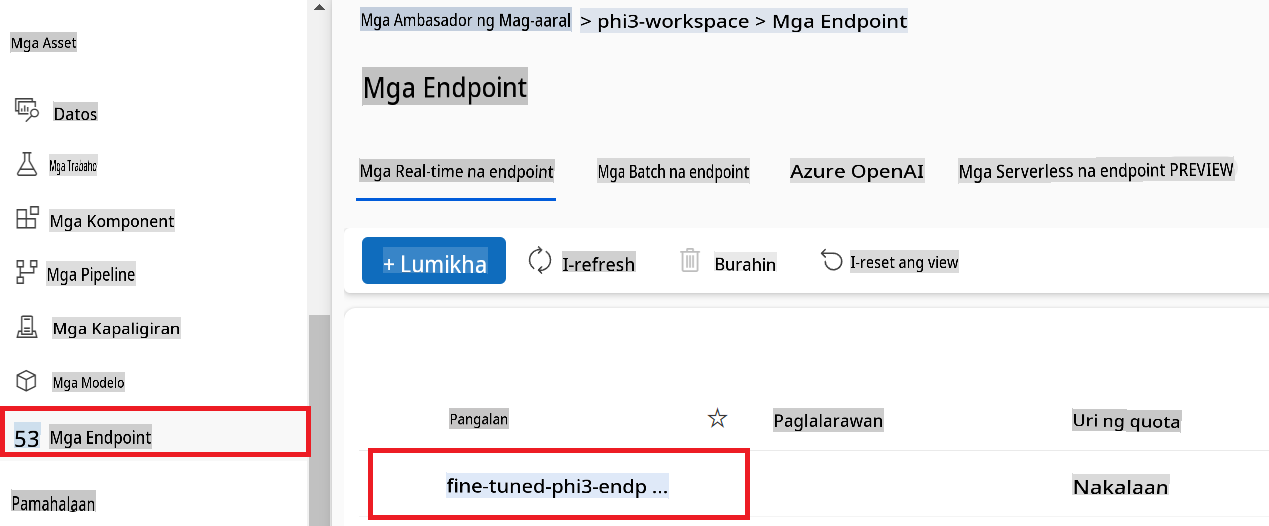 Mga Asset
Datos
Mga Trabaho
Mga Komponent
Mga Pipeline
Mga Kapaligiran
Mga Modelo
53 Mga Endpoint
Pamahalaan
Mga Ambasador ng Mag-aaral > phi3-workspace > Mga Endpoint
Mga Endpoint
Mga Real-time na endpoint Mga Batch na endpoint Azure OpenAI Mga Serverless na endpoint PREVIEW
+ Lumikha I-refresh Burahin I-reset ang view
Pangalan Paglalarawan Uri ng quota
fine-tuned-phi3-endp ... Nakalaan